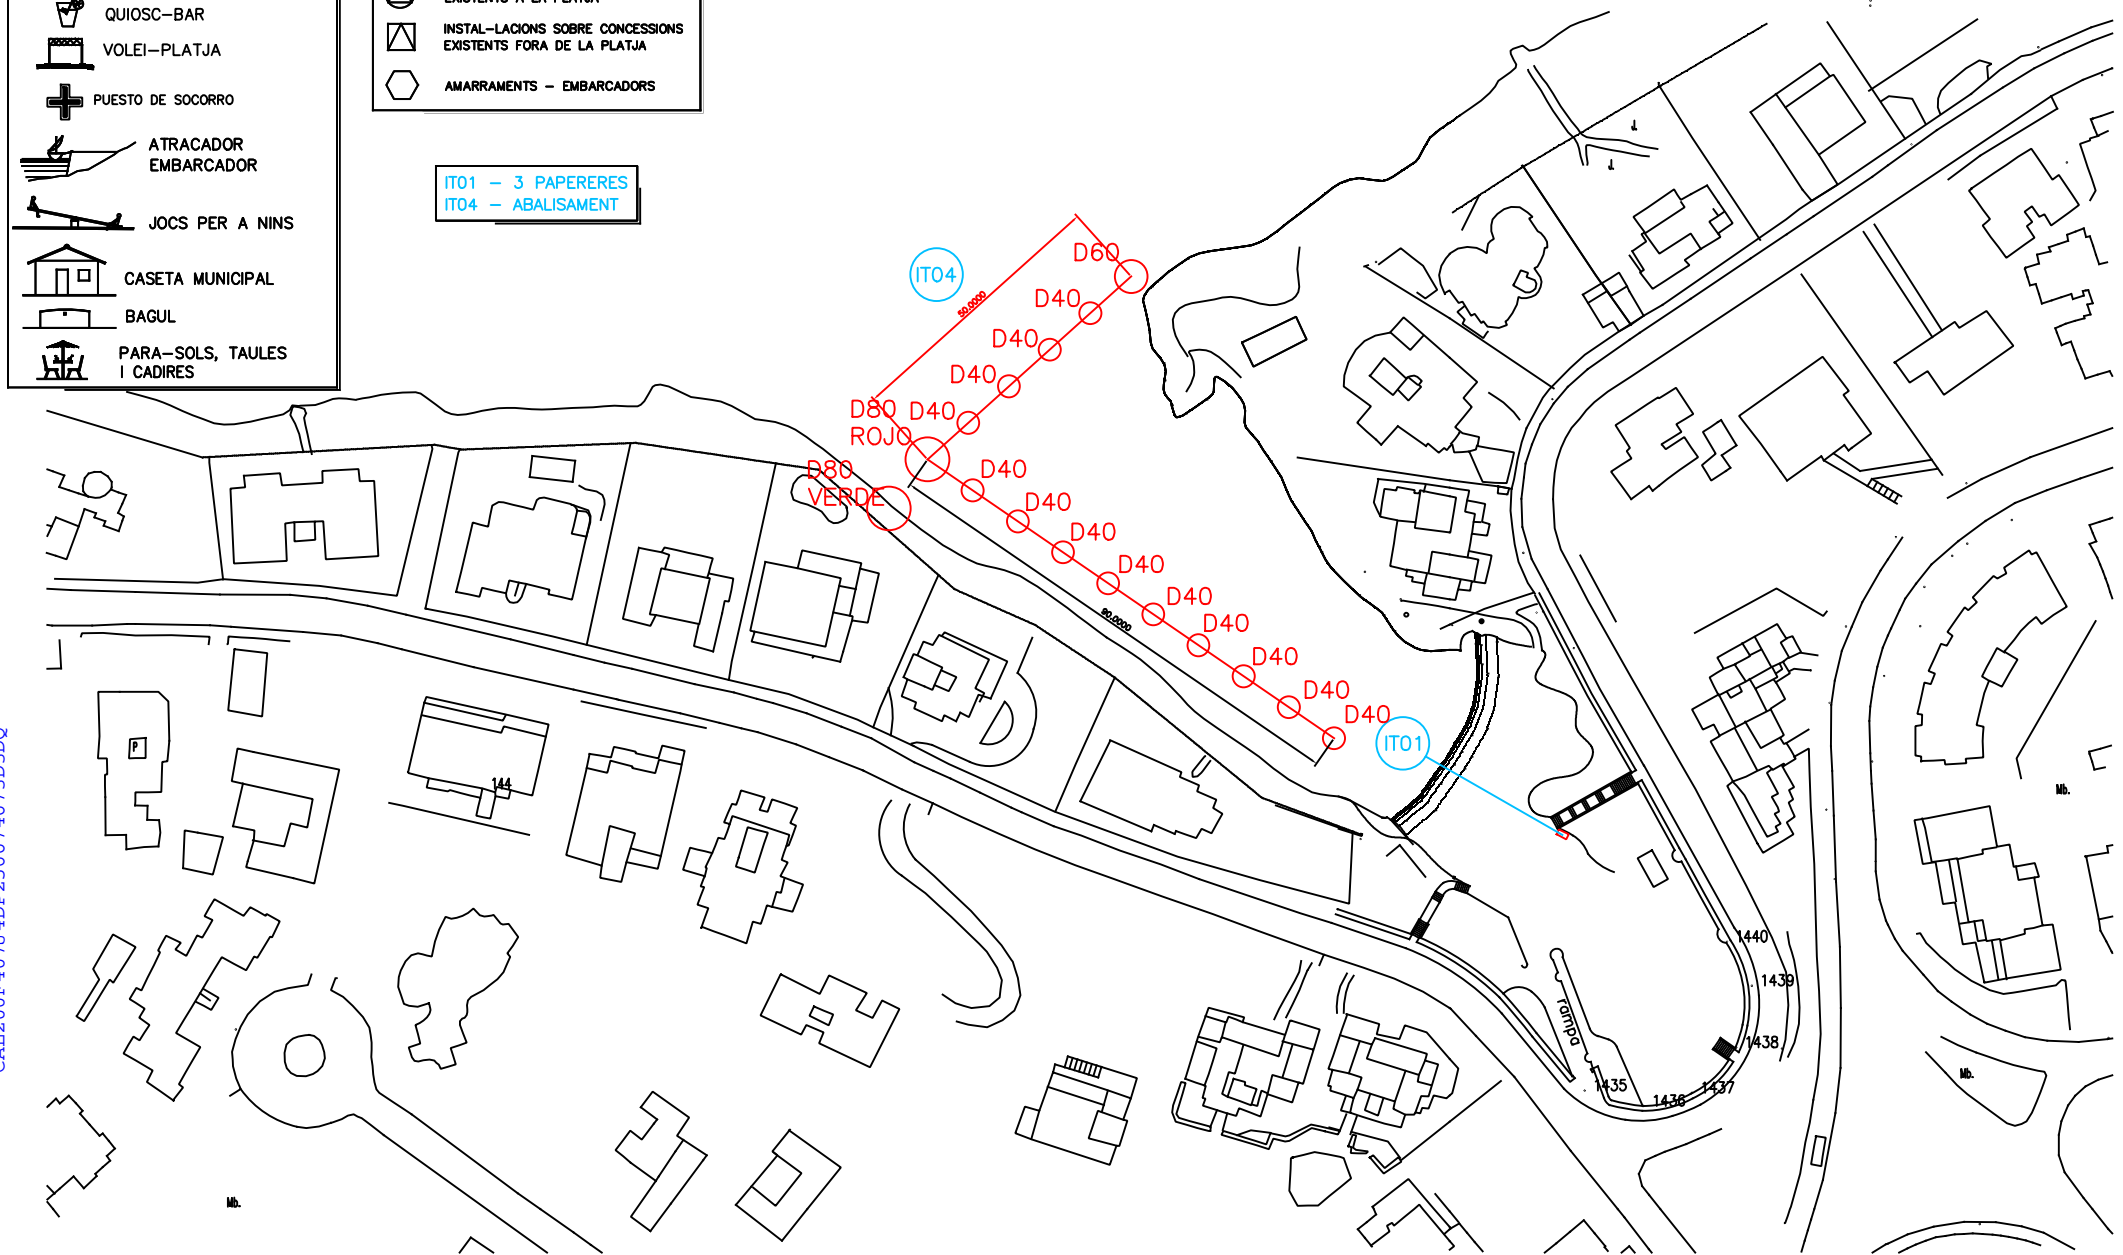 QUIOSC-BAR
VOLEI-PLATJA
PUESTO DE SOCORRO
ATRACADOR
EMBARCADOR
JOCS PER A NINS
CASETA MUNICIPAL
BAGUL
PARA-SOLS, TAULES
I CADIRES
EXISTENTS A LA PLATJA
INSTAL-LACIONS SOBRE CONCESSIONS
EXISTENTS FORA DE LA PLATJA
AMARRAMENTS - EMBARCADORS
IT01 - 3 PAPERERES
IT04 - ABALISAMENT
IT04
50.0000
D60
D40
D40
D40
D80
D40
ROJO
D80
VERDE
D40
D40
D40
D40
D40
D40
D40
D40
D40
90.0000
IT01
P
144
Mb.
Mb.
Mb.
rampa
1440
1439
1438
1437
1436
1435